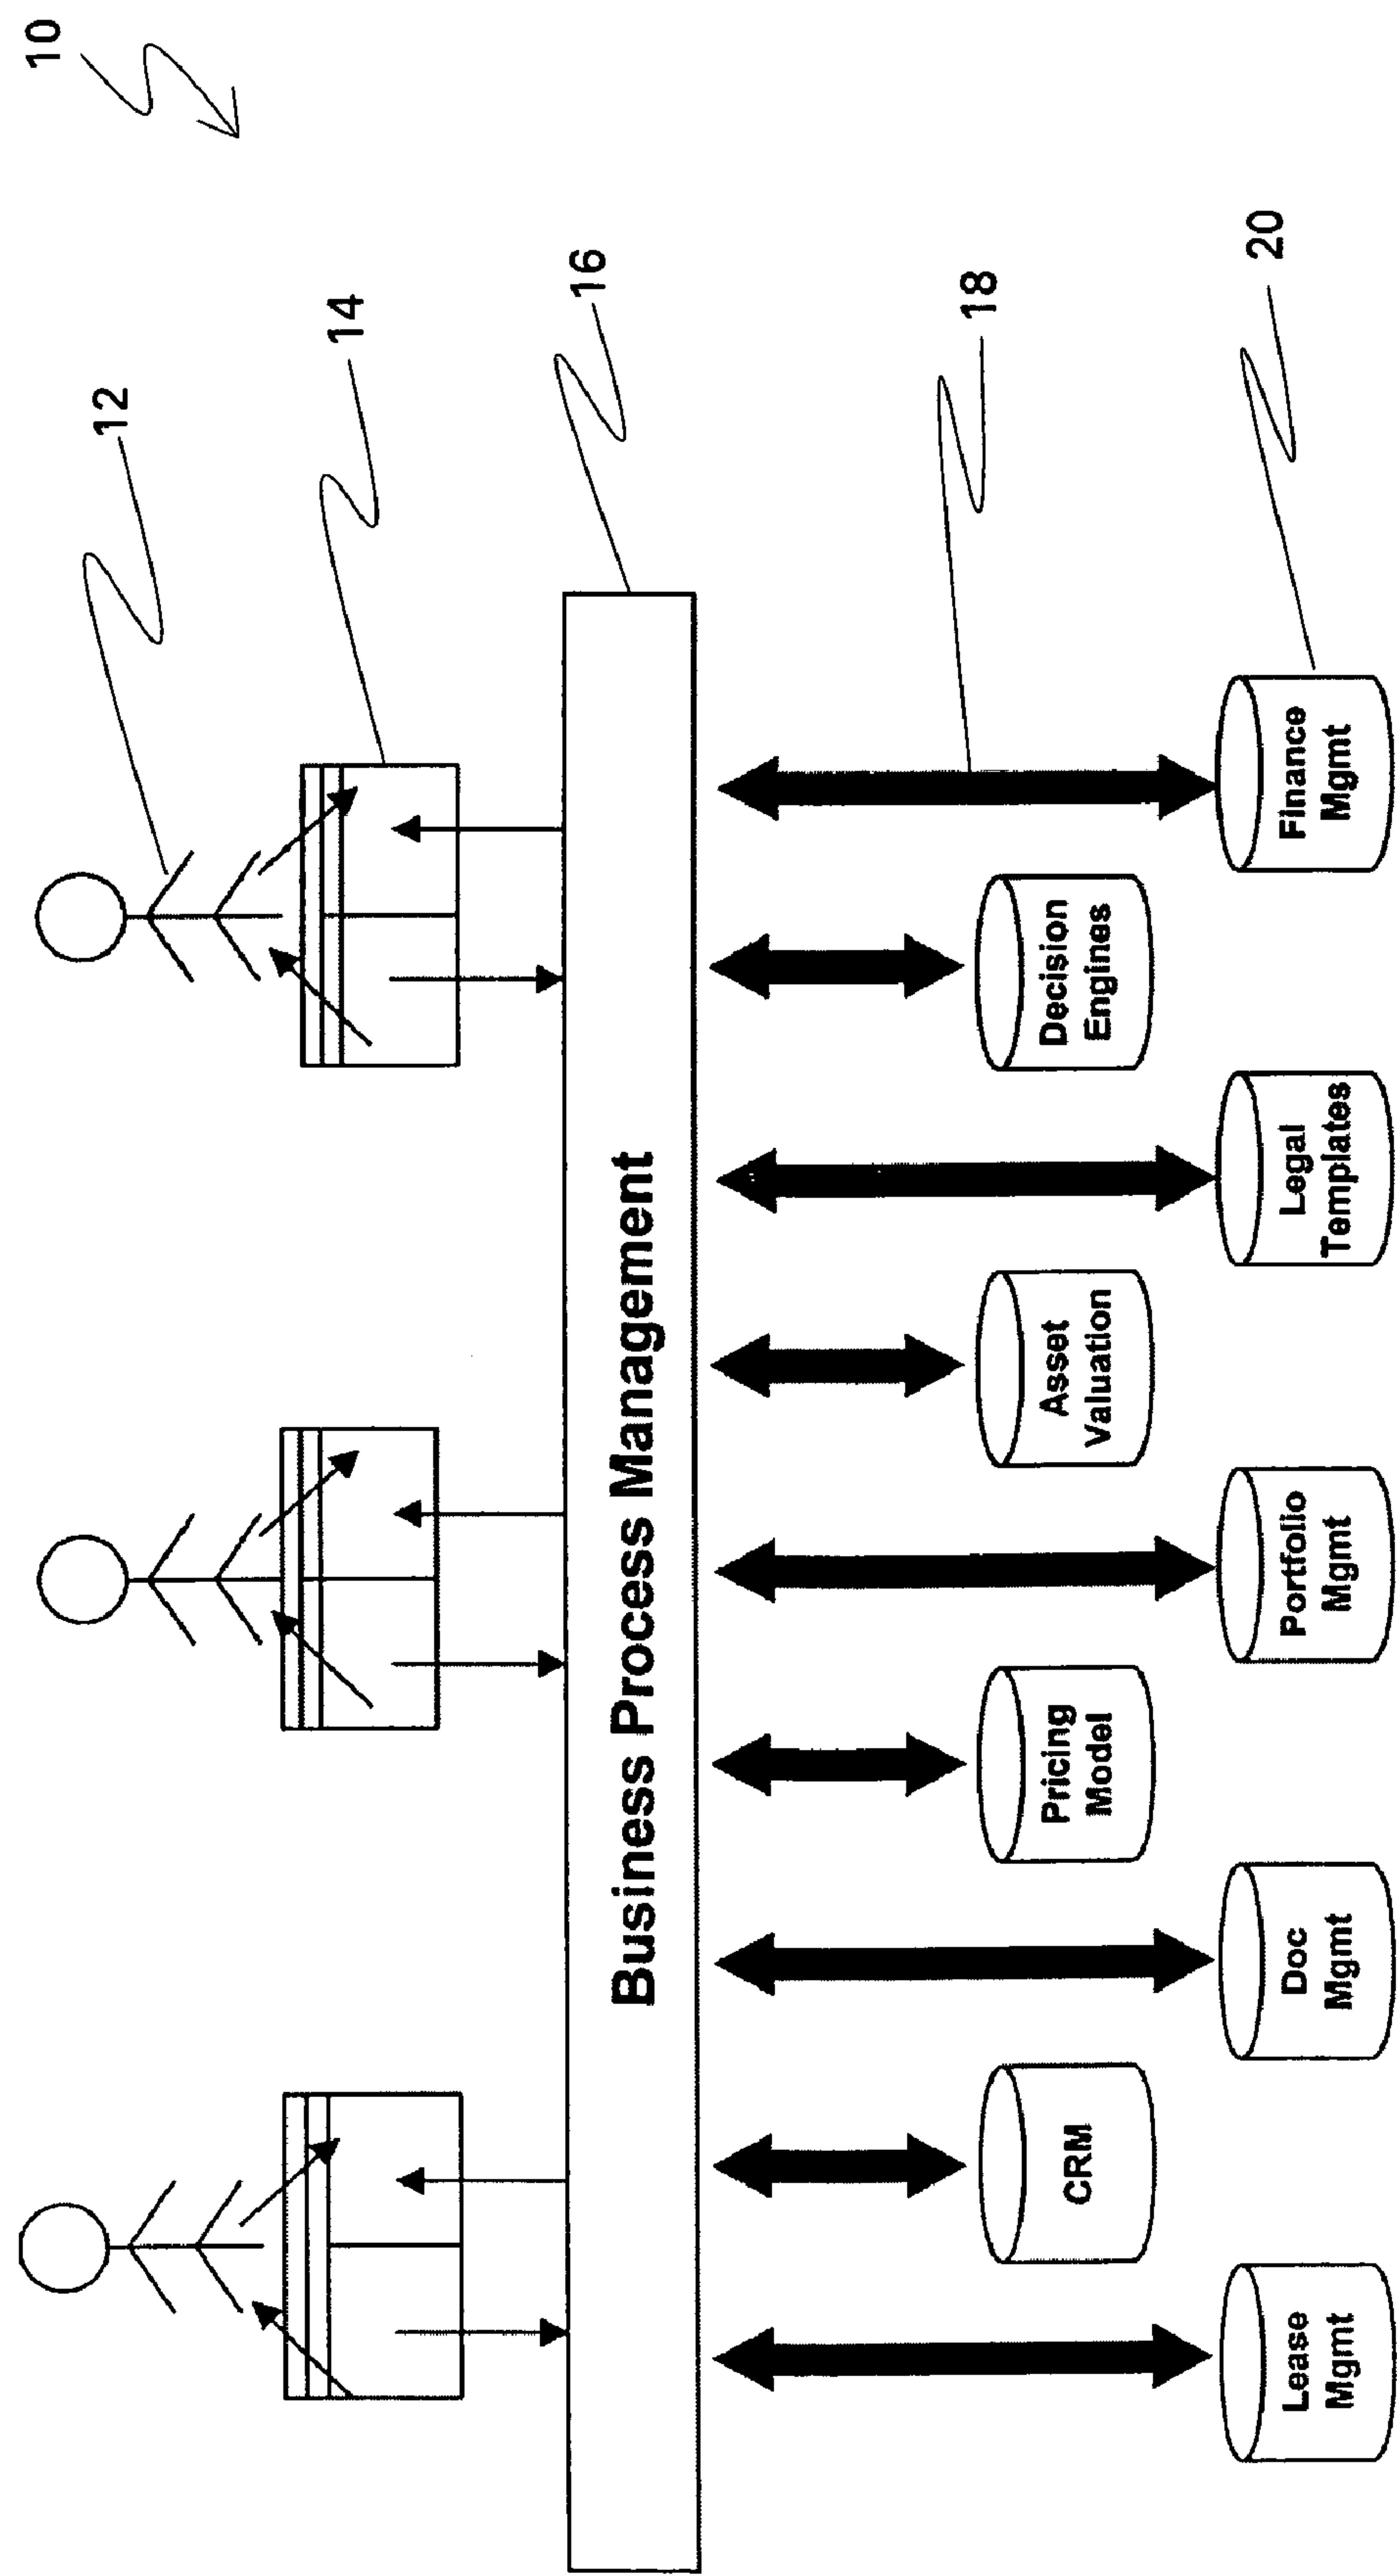 10
12
14
16
Business Process Management
18
20
Lease
Mgmt
CRM
Doc
Mgmt
Pricing
Model
Portfolio
Mgmt
Asset
Valuation
Legal
Templates
Decision
Engines
Finance
Mgmt